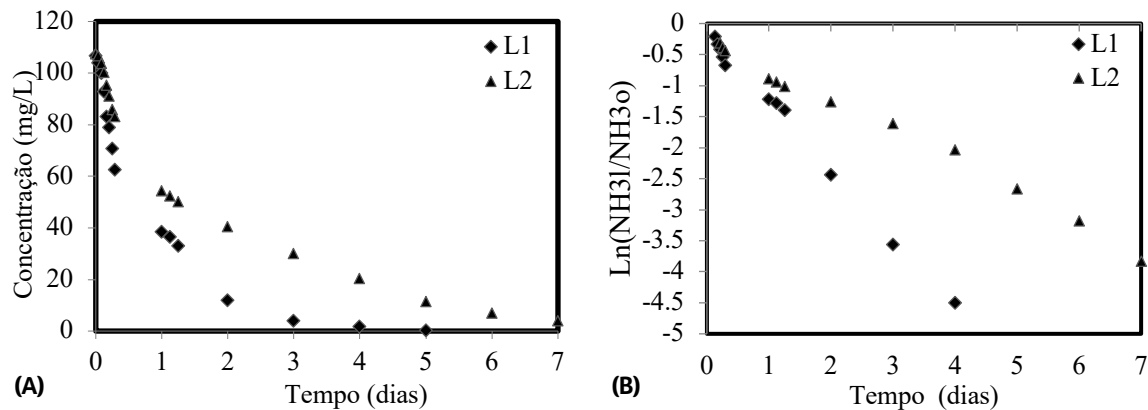 120
100
80
60
40
20
0
Concentração (mg/L)
L1
L2
0 1 2 3 4 5 6 7
Tempo (dias)
(A)
0
-0.5
-1
-1.5
-2
-2.5
-3
-3.5
-4
-4.5
-5
Ln(NH3l/NH3o)
L1
L2
0 1 2 3 4 5 6 7
Tempo (dias)
(B)